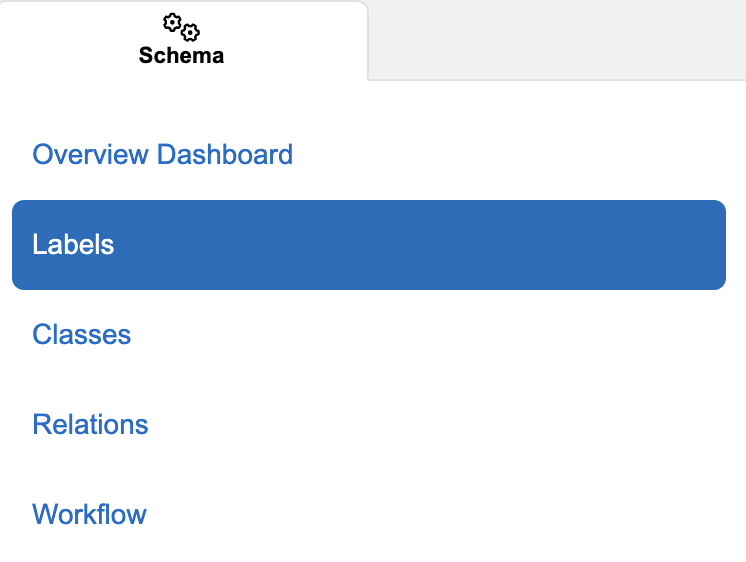 Schema
Overview Dashboard
Labels
Classes
Relations
Workflow